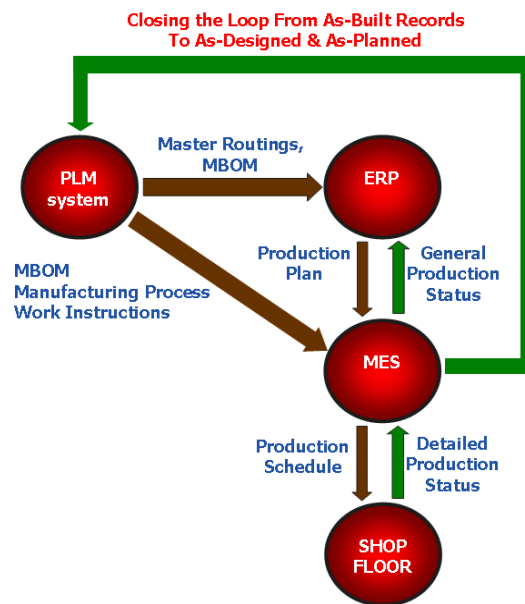 Closing the Loop From As-Built Records
To As-Designed & As-Planned
PLM
system
Master Routings,
MBOM
ERP
MBOM
Manufacturing Process
Work Instructions
Production
Plan
General
Production
Status
MES
Production
Schedule
Detailed
Production
Status
SHOP
FLOOR